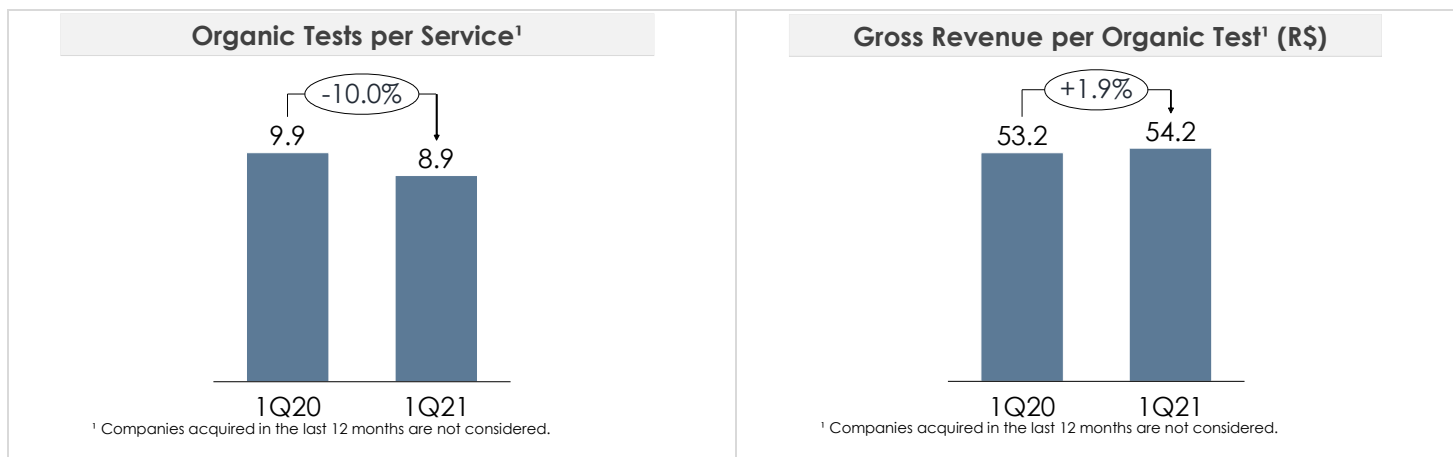 Organic Tests per Service¹
-10.0%
9.9
8.9
1Q20 1Q21
¹ Companies acquired in the last 12 months are not considered.
Gross Revenue per Organic Test¹ (R$)
+1.9%
53.2
54.2
1Q20 1Q21
¹ Companies acquired in the last 12 months are not considered.